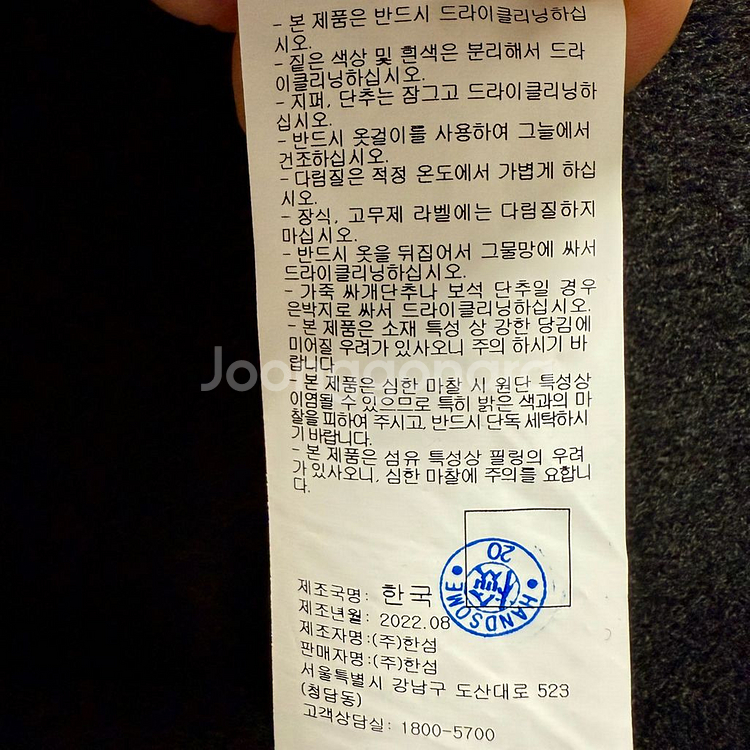 - 본 제품은 반드시 드라이클리닝하십
시오.
- 짙은 색상 및 흰색은 분리해서 드라
이클리닝하십시오.
- 지퍼, 단추는 잠그고 드라이클리닝하
십시오.
- 반드시 옷걸이를 사용하여 그늘에서
건조하십시오.
- 다림질은 적정 온도에서 가볍게 하십
시오.
- 장식, 고무제 라벨에는 다림질하지
마십시오.
- 반드시 옷을 뒤집어서 그물망에 싸서
드라이클리닝하십시오.
- 가죽 싸개단추나 보석 단추일 경우
은박지로 싸서 드라이클리닝하십시오.
- 본 제품은 소재 특성 상 강한 당김에
미어질 우려가 있사오니 주의 하시기 바
랍니다.
- 본 제품은 심한 마찰 시 원단 특성상
이염될 수 있으므로 특히 밝은 색과의 마
찰을 피하여 주시고, 반드시 단독 세탁하시
기 바랍니다.
- 본 제품은 섬유 특성상 필링의 우려
가 있사오니, 심한 마찰에 주의를 요합니
다.
20
HANDSOME
제조국명: 한국
제조년월: 2022.08
제조자명:(주)한섬
판매자명:(주)한섬
서울특별시 강남구 도산대로 523
(청담동)
고객상담실: 1800-5700